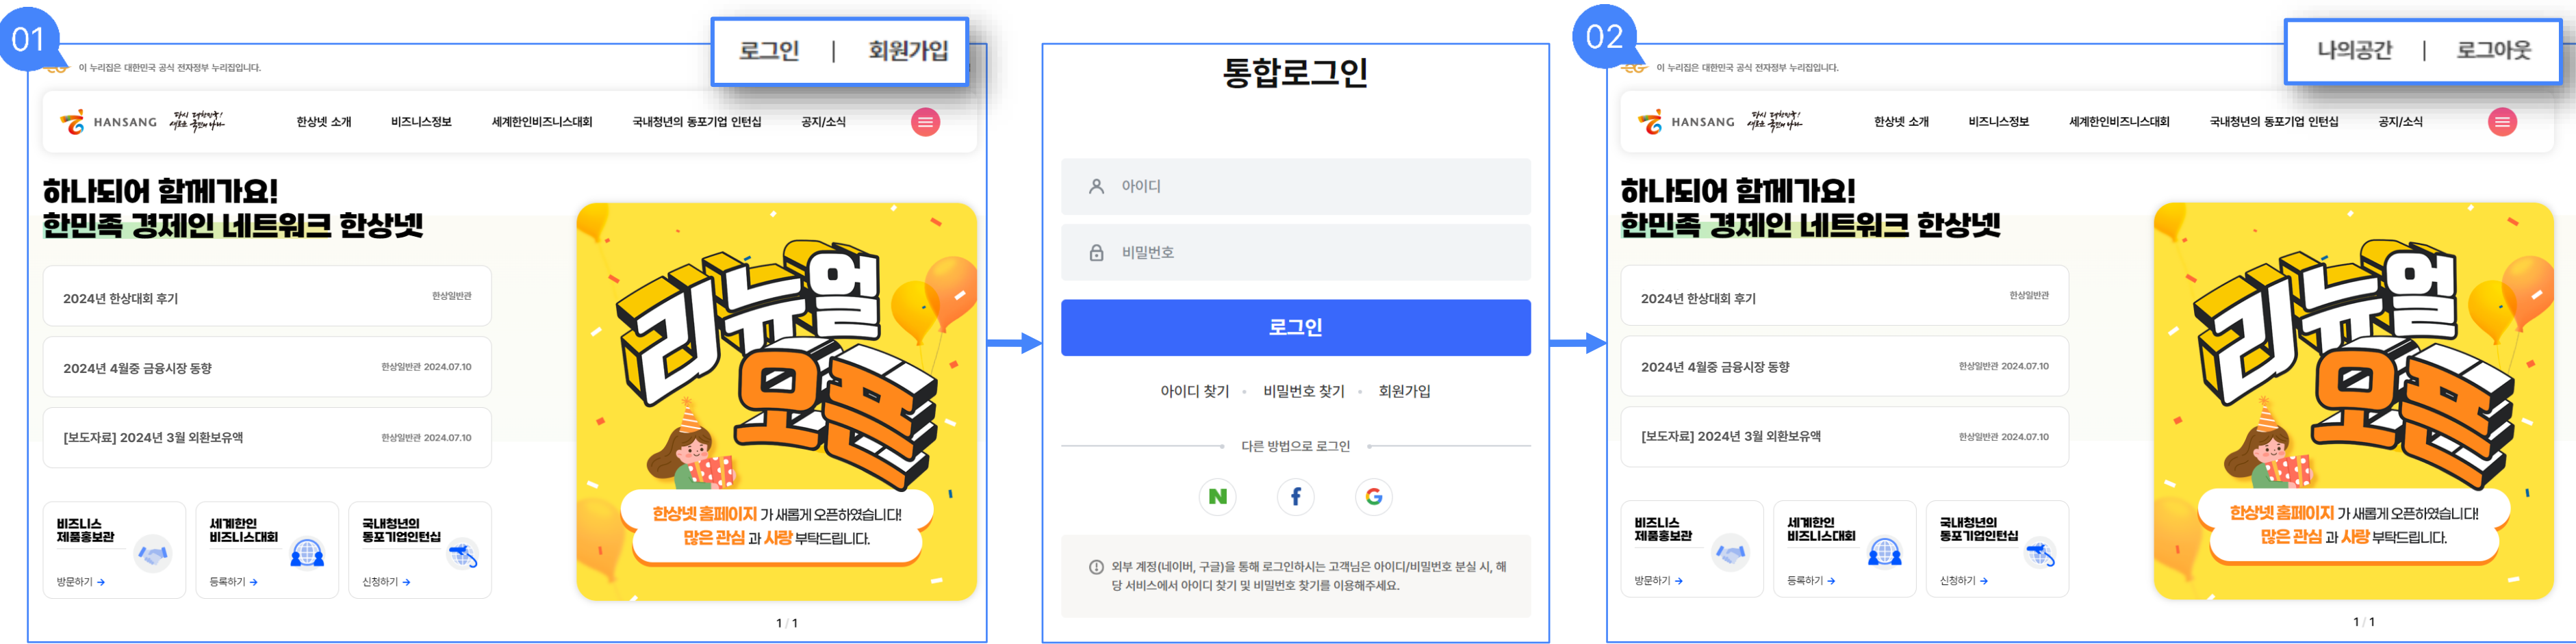 01
로그인 | 회원가입
이 누리집은 대한민국 공식 전자정부 누리집입니다.
HANSANG 다시 대한민국! 새로운 국민의 나라
한상넷 소개 비즈니스정보 세계한인비즈니스대회 국내청년의 동포기업 인턴십 공지/소식
하나되어 함께가요!
한민족 경제인 네트워크 한상넷
2024년 한상대회 후기 한상일반관
2024년 4월중 금융시장 동향 한상일반관 2024.07.10
[보도자료] 2024년 3월 외환보유액 한상일반관 2024.07.10
비즈니스
제품홍보관
방문하기 →
세계한인
비즈니스대회
등록하기 →
국내청년의
동포기업인턴십
신청하기 →
리뉴얼
오픈
한상넷 홈페이지 가 새롭게 오픈하였습니다!
많은 관심 과 사랑 부탁드립니다.
1 / 1
통합로그인
아이디
비밀번호
로그인
아이디 찾기 • 비밀번호 찾기 • 회원가입
다른 방법으로 로그인
N f G
외부 계정(네이버, 구글)을 통해 로그인하시는 고객님은 아이디/비밀번호 분실 시, 해
당 서비스에서 아이디 찾기 및 비밀번호 찾기를 이용해주세요.
02
나의공간 | 로그아웃
이 누리집은 대한민국 공식 전자정부 누리집입니다.
HANSANG 다시 대한민국! 새로운 국민의 나라
한상넷 소개 비즈니스정보 세계한인비즈니스대회 국내청년의 동포기업 인턴십 공지/소식
하나되어 함께가요!
한민족 경제인 네트워크 한상넷
2024년 한상대회 후기 한상일반관
2024년 4월중 금융시장 동향 한상일반관 2024.07.10
[보도자료] 2024년 3월 외환보유액 한상일반관 2024.07.10
비즈니스
제품홍보관
방문하기 →
세계한인
비즈니스대회
등록하기 →
국내청년의
동포기업인턴십
신청하기 →
리뉴얼
오픈
한상넷 홈페이지 가 새롭게 오픈하였습니다!
많은 관심 과 사랑 부탁드립니다.
1 / 1